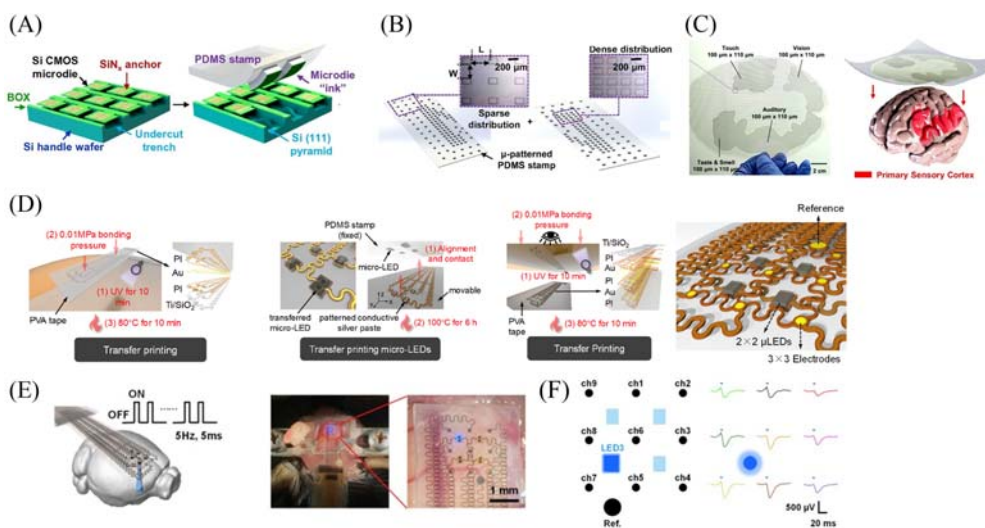 (A)
Si CMOS
microdie
SiNx anchor
BOX
Si handle wafer
Undercut
trench
PDMS stamp
Microdie
"ink"
Si (111)
pyramid
(B)
L
W
200 μm
Sparse
distribution
+
μ-patterned
PDMS stamp
Dense distribution
200 μm
(C)
Touch
100 μm x 110 μm
Vision
100 μm x 110 μm
Auditory
100 μm x 110 μm
Taste & Smell
100 μm x 110 μm
2 cm
Primary Sensory Cortex
(D)
(2) 0.01MPa bonding
pressure
PI
Au
PI
Ti/SiO2
(1) UV for 10
min
PVA tape
(3) 80°C for 10 min
Transfer printing
PDMS stamp
(fixed)
micro-LED
(1) Alignment
and contact
movable
transferred
micro-LED
patterned conductive
silver paste
(2) 100°C for 6 h
Transfer printing micro-LEDs
(2) 0.01MPa bonding
pressure
Ti/SiO2
PI
Au
PI
Au
PI
(1) UV for 10 min
PVA
tape
(3) 80°C for 10 min
Transfer Printing
Reference
2×2 μLEDs
3×3 Electrodes
(E)
ON
OFF
5Hz, 5ms
1 mm
(F)
ch9
ch1
ch2
ch8
ch6
ch3
LED3
ch7
ch5
ch4
Ref.
500 μV
20 ms